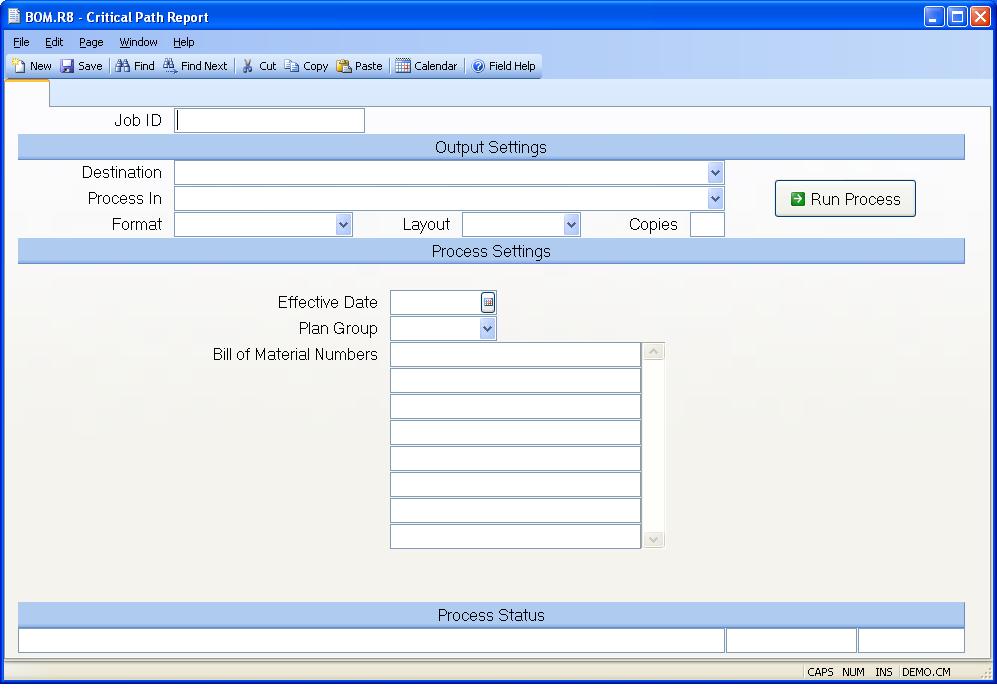 BOM.R8 - Critical Path Report
File Edit Page Window Help
New Save Find Find Next Cut Copy Paste Calendar Field Help
Job ID
Output Settings
Destination
Process In
Run Process
Format Layout Copies
Process Settings
Effective Date
Plan Group
Bill of Material Numbers
Process Status
CAPS NUM INS DEMO.CM